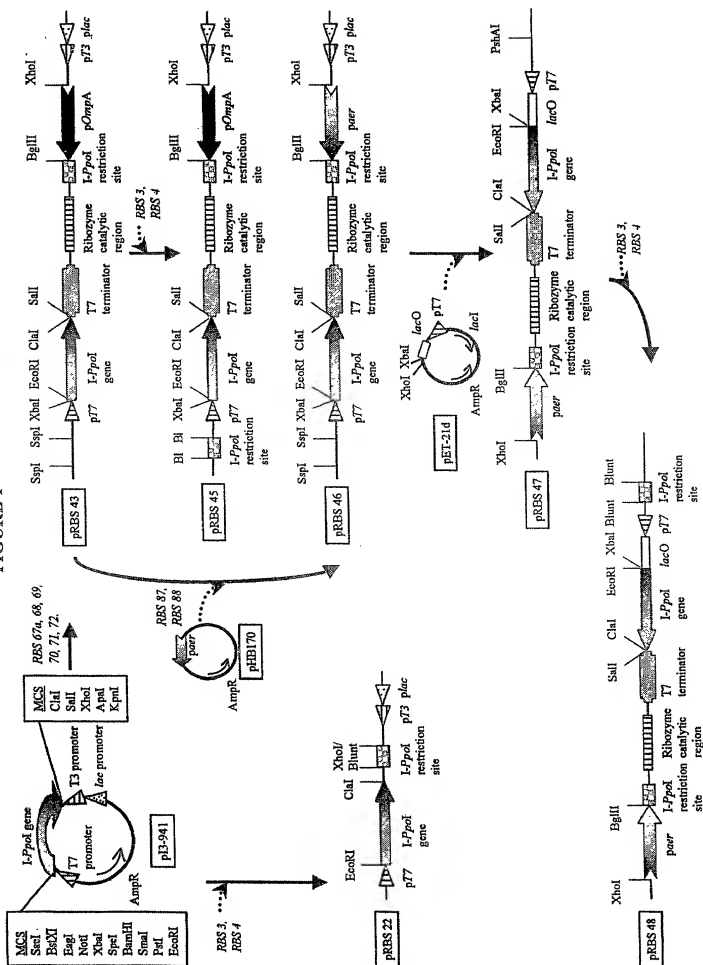 FIGURE 1
MCS
SacI
BstXI
EagI
NotI
XbaI
SpeI
BamHI
SmaI
PstI
EcoRI
I-PpoI gene
T7
promoter
T3 promoter
lac promoter
AmpR
pI3-941
MCS
ClaI
SalI
XhoI
ApaI
KpnI
RBS 67a, 68, 69,
70, 71, 72.
RBS 3,
RBS 4
RBS 87,
RBS 88
paer
AmpR
pHB170
pRBS 22
EcoRI
ClaI
XhoI/
Blunt
pT7
I-PpoI
gene
I-PpoI
restriction
site
pT3
plac
pRBS 43
SspI
SspI
XbaI
EcoRI
ClaI
SalI
BglII
XhoI
pT7
I-PpoI
gene
T7
terminator
Ribozyme
catalytic
region
I-PpoI
restriction
site
pOmpA
pT3
plac
RBS 3,
RBS 4
pRBS 45
Bl
Bl
SspI
XbaI
EcoRI
ClaI
SalI
BglII
XhoI
I-PpoI
restriction
site
pT7
I-PpoI
gene
T7
terminator
Ribozyme
catalytic
region
I-PpoI
restriction
site
pOmpA
pT3
plac
pRBS 46
SspI
SspI
XbaI
EcoRI
ClaI
SalI
BglII
XhoI
pT7
I-PpoI
gene
T7
terminator
Ribozyme
catalytic
region
I-PpoI
restriction
site
paer
pT3
plac
XhoI
XbaI
lacO
pT7
AmpR
lacI
pET-21d
pRBS 47
XhoI
BglII
SalI
ClaI
EcoRI
XbaI
PshAI
paer
I-PpoI
restriction
site
Ribozyme
catalytic
region
T7
terminator
I-PpoI
gene
lacO
pT7
RBS 3,
RBS 4
pRBS 48
XhoI
BglII
SalI
ClaI
EcoRI
XbaI
Blunt
Blunt
paer
I-PpoI
restriction
site
Ribozyme
catalytic
region
T7
terminator
I-PpoI
gene
lacO
pT7
I-PpoI
restriction
site